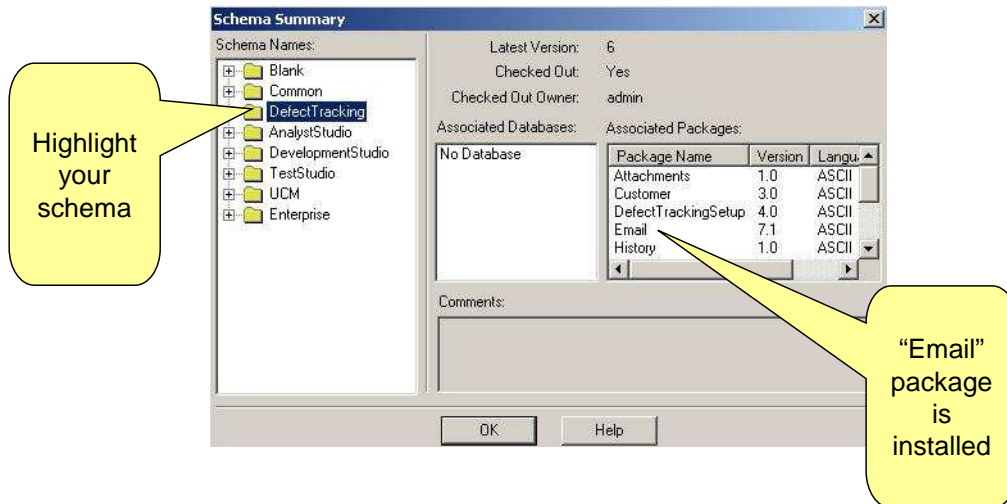 Schema Summary
Schema Names:
Blank
Common
DefectTracking
AnalystStudio
DevelopmentStudio
TestStudio
UCM
Enterprise
Latest Version: 6
Checked Out: Yes
Checked Out Owner: admin
Associated Databases:
No Database
Associated Packages:
Package Name Version Langu
Attachments 1.0 ASCII
Customer 3.0 ASCII
DefectTrackingSetup 4.0 ASCII
Email 7.1 ASCII
History 1.0 ASCII
Comments:
OK Help
Highlight
your
schema
“Email”
package
is
installed